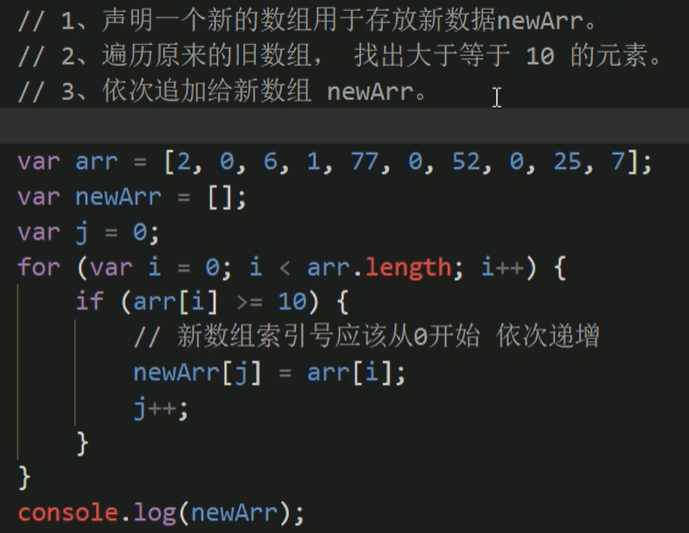 // 1、声明一个新的数组用于存放新数据newArr。
// 2、遍历原来的旧数组， 找出大于等于 10 的元素。
// 3、依次追加给新数组 newArr。
var arr = [2, 0, 6, 1, 77, 0, 52, 0, 25, 7];
var newArr = [];
var j = 0;
for (var i = 0; i < arr.length; i++) {
    if (arr[i] >= 10) {
        // 新数组索引号应该从0开始 依次递增
        newArr[j] = arr[i];
        j++;
    }
}
console.log(newArr);